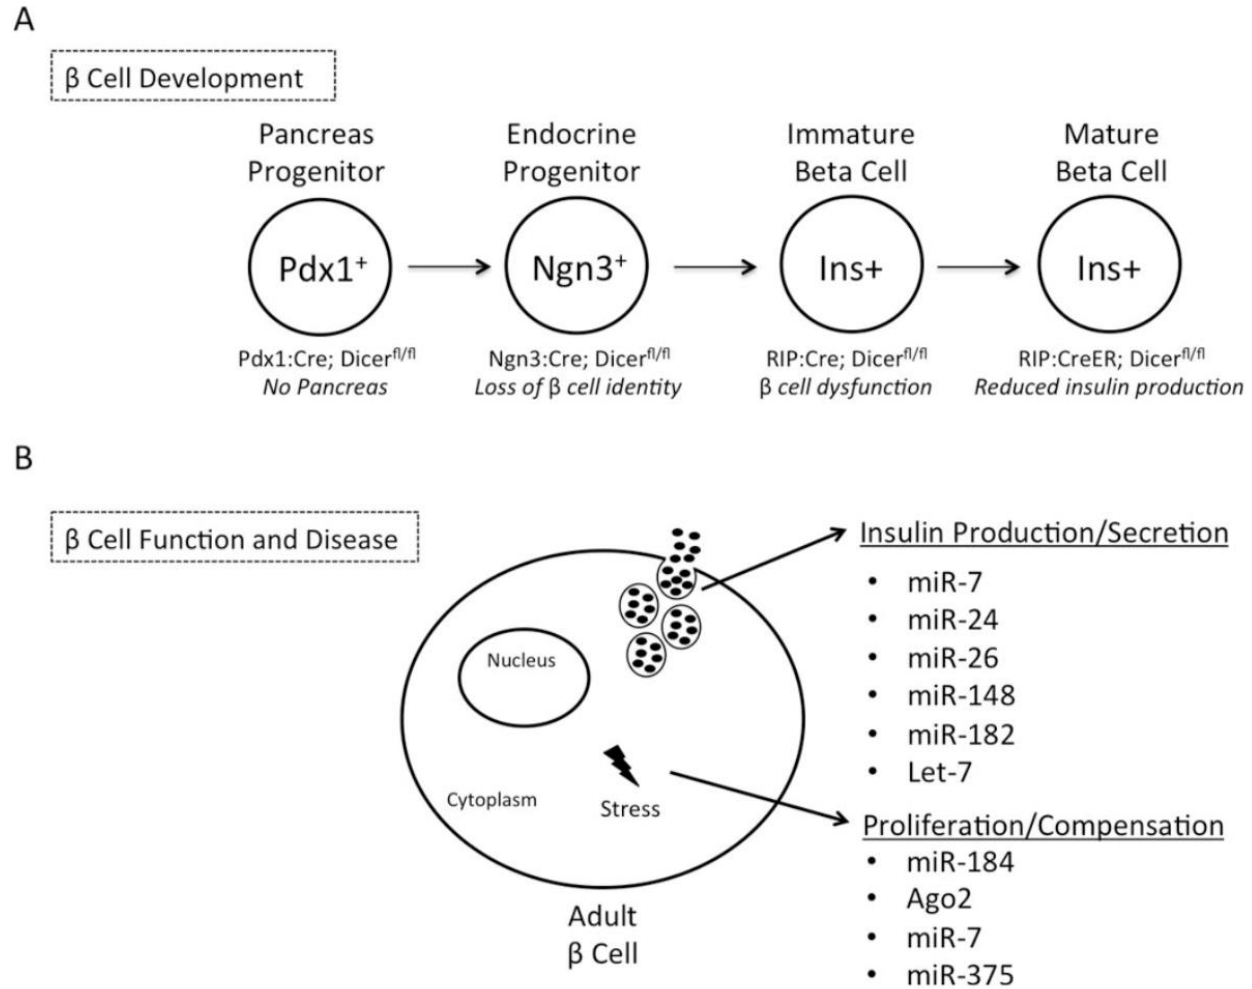 A
β Cell Development
Pancreas
Progenitor
Endocrine
Progenitor
Immature
Beta Cell
Mature
Beta Cell
Pdx1⁺
Ngn3⁺
Ins+
Ins+
Pdx1:Cre; Dicerfl/fl
No Pancreas
Ngn3:Cre; Dicerfl/fl
Loss of β cell identity
RIP:Cre; Dicerfl/fl
β cell dysfunction
RIP:CreER; Dicerfl/fl
Reduced insulin production
B
β Cell Function and Disease
Nucleus
Cytoplasm
Stress
Adult
β Cell
Insulin Production/Secretion
• miR-7
• miR-24
• miR-26
• miR-148
• miR-182
• Let-7
Proliferation/Compensation
• miR-184
• Ago2
• miR-7
• miR-375